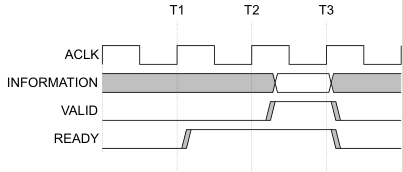 T1 T2 T3
ACLK
INFORMATION
VALID
READY